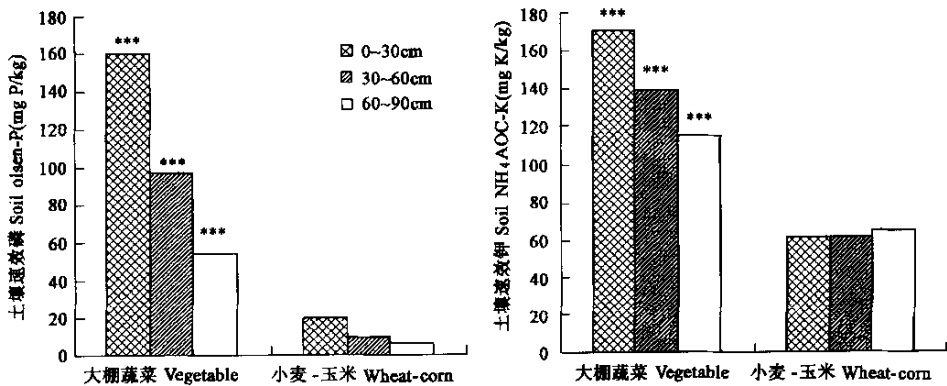 土壤速效磷 Soil olsen-P(mg P/kg)
180
160
140
120
100
80
60
40
20
0
***
***
***
0~30cm
30~60cm
60~90cm
大棚蔬菜 Vegetable
小麦-玉米 Wheat-corn
土壤速效钾 Soil NH₄AOC-K(mg K/kg)
180
160
140
120
100
80
60
40
20
0
***
***
***
大棚蔬菜 Vegetable
小麦-玉米 Wheat-corn